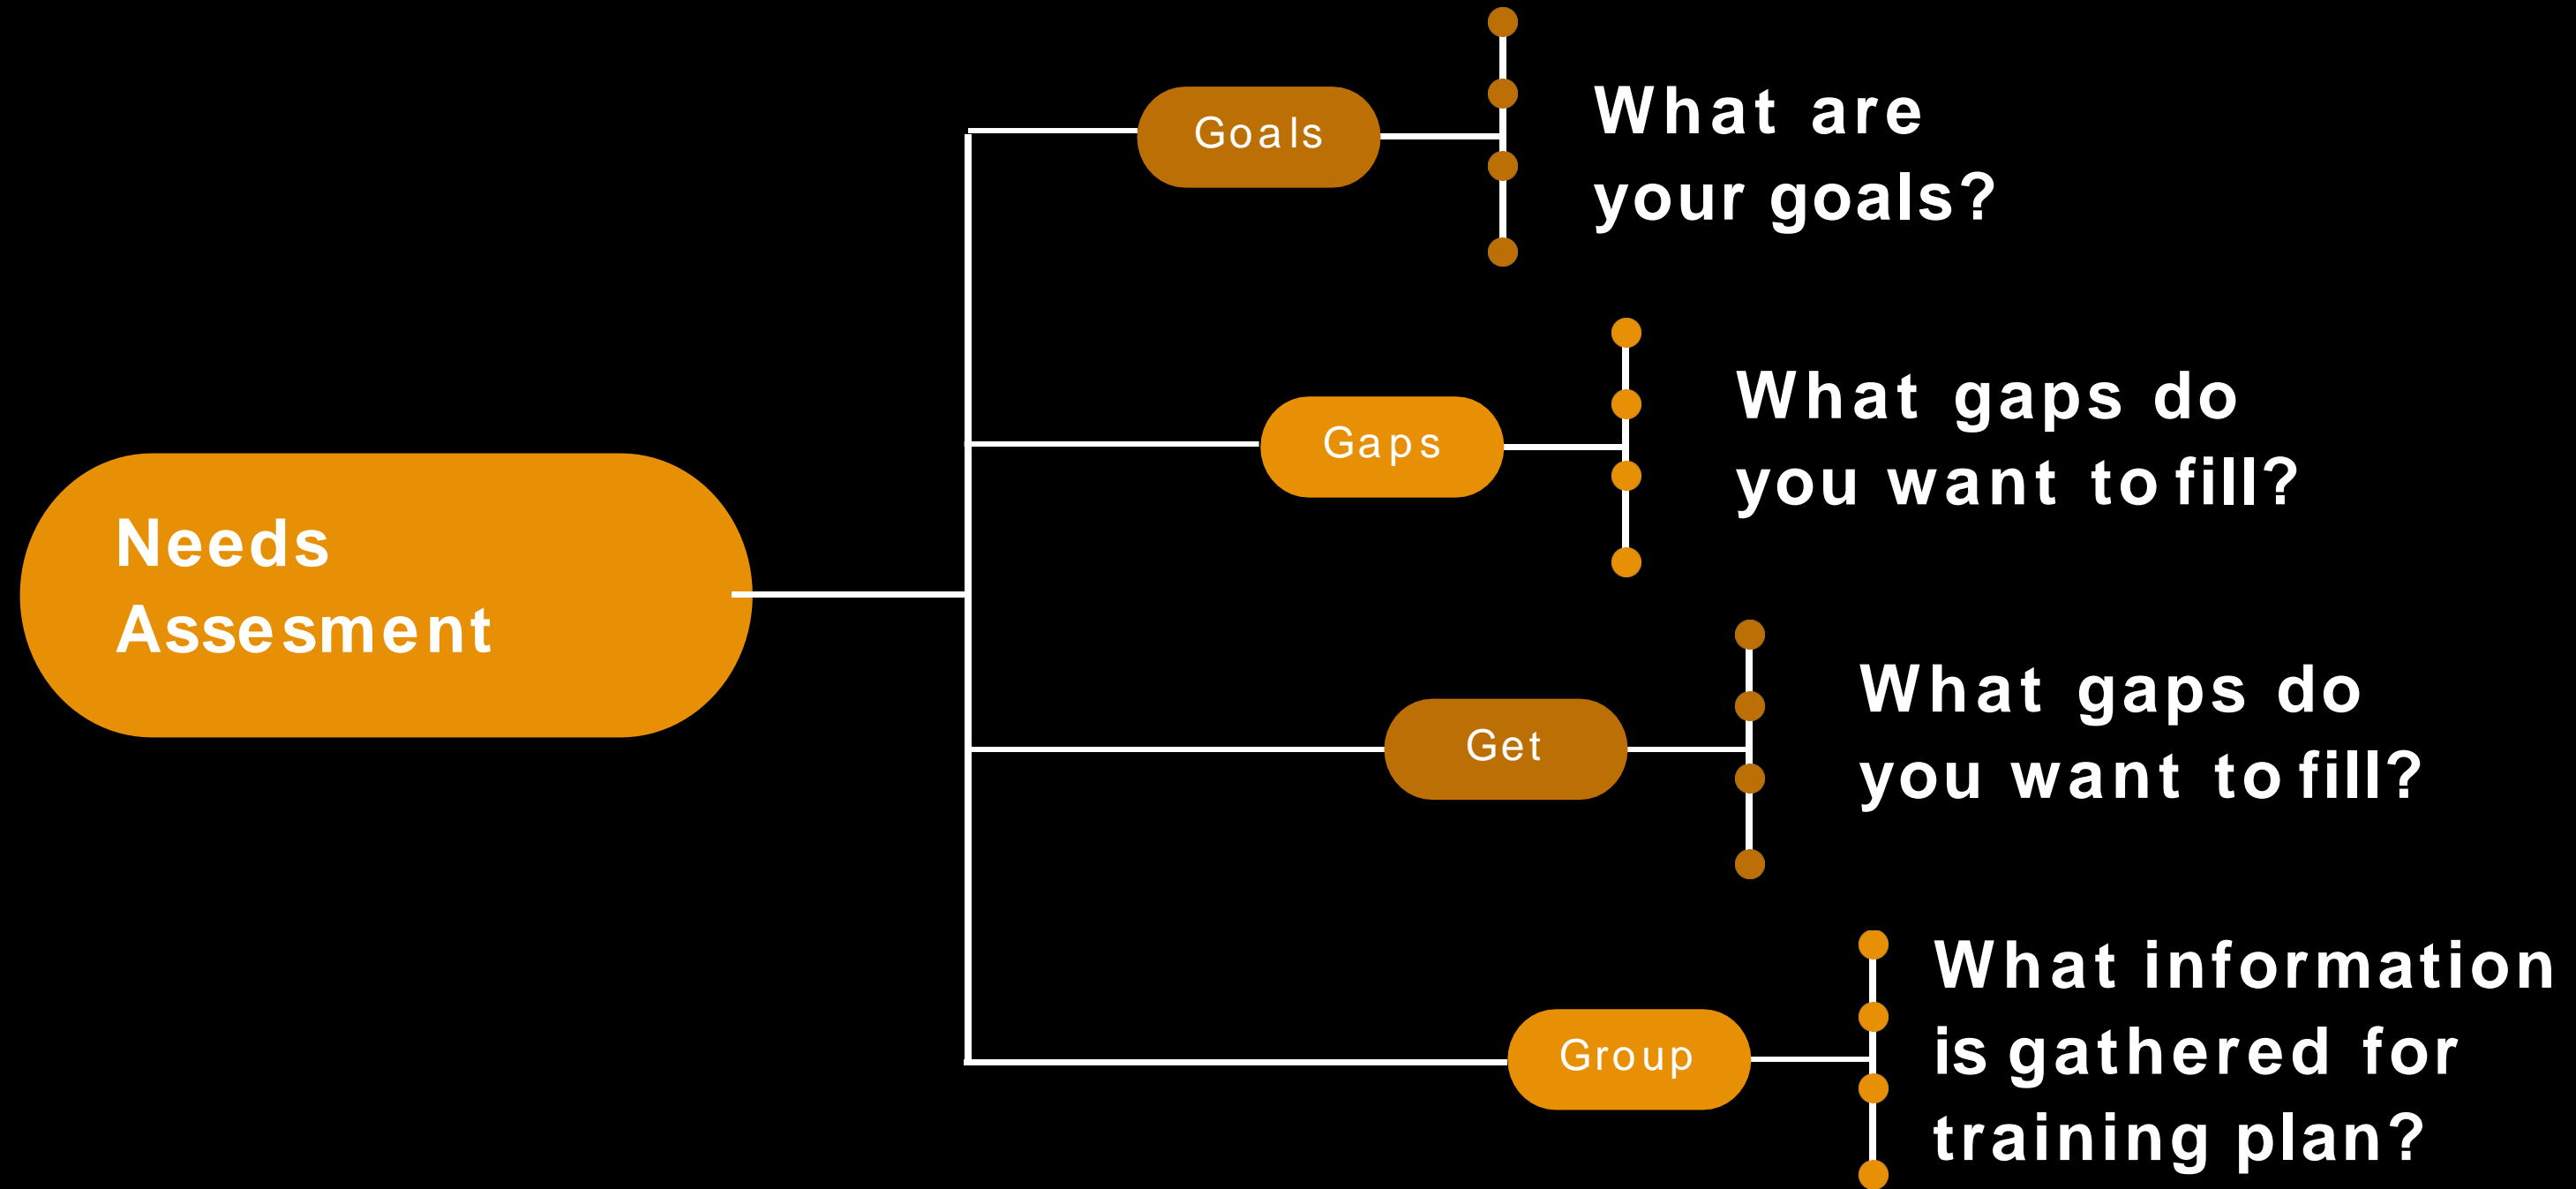 Goals
What are
your goals?
Gaps
What gaps do
you want to fill?
Needs
Assesment
Get
What gaps do
you want to fill?
Group
What information
is gathered for
training plan?